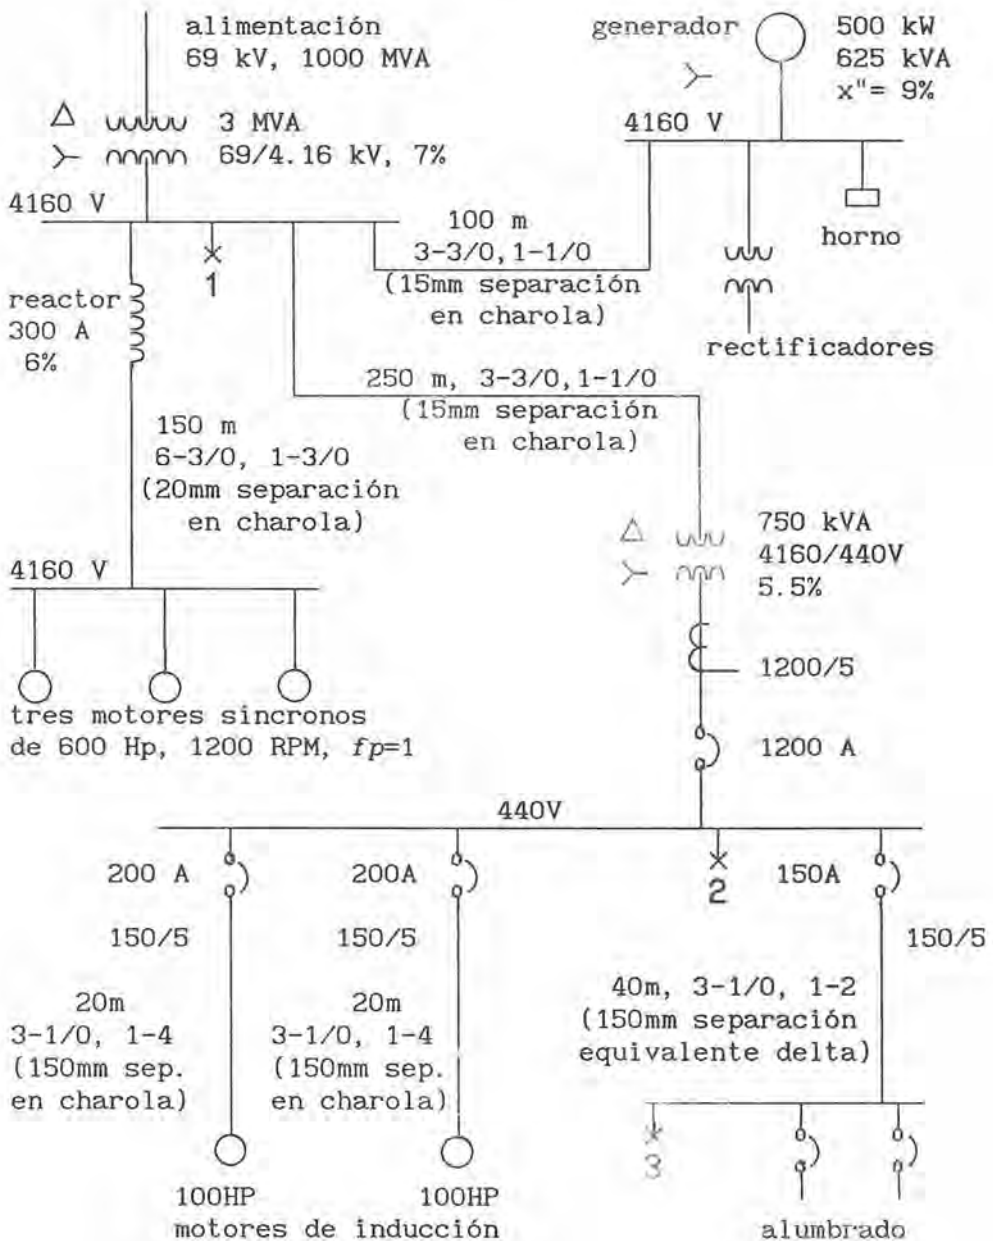 alimentación
69 kV, 1000 MVA
generador
500 kW
625 kVA
x"= 9%
3 MVA
69/4.16 kV, 7%
4160 V
4160 V
1
100 m
3-3/0,1-1/0
(15mm separación
en charola)
horno
rectificadores
reactor
300 A
6%
250 m, 3-3/0,1-1/0
(15mm separación
en charola)
150 m
6-3/0, 1-3/0
(20mm separación
en charola)
4160 V
750 kVA
4160/440V
5.5%
1200/5
1200 A
tres motores sincronos
de 600 Hp, 1200 RPM, fp=1
440V
200 A
200A
2
150A
150/5
150/5
150/5
20m
3-1/0, 1-4
(150mm sep.
en charola)
20m
3-1/0, 1-4
(150mm sep.
en charola)
40m, 3-1/0, 1-2
(150mm separación
equivalente delta)
3
100HP
100HP
motores de inducción
alumbrado